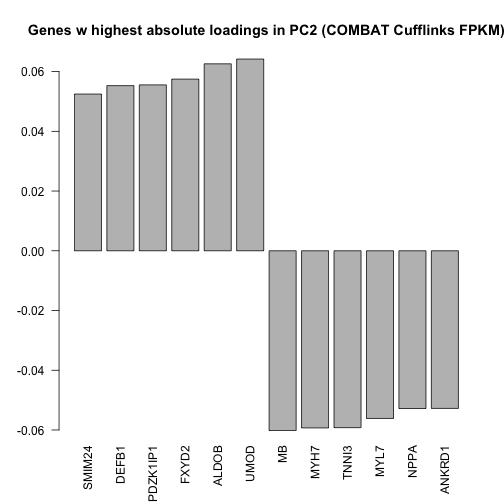 Genes w highest absolute loadings in PC2 (COMBAT Cufflinks FPKM)
0.06
0.04
0.02
0.00
-0.02
-0.04
-0.06
SMIM24
DEFB1
PDZK1IP1
FXYD2
ALDOB
UMOD
MB
MYH7
TNNI3
MYL7
NPPA
ANKRD1